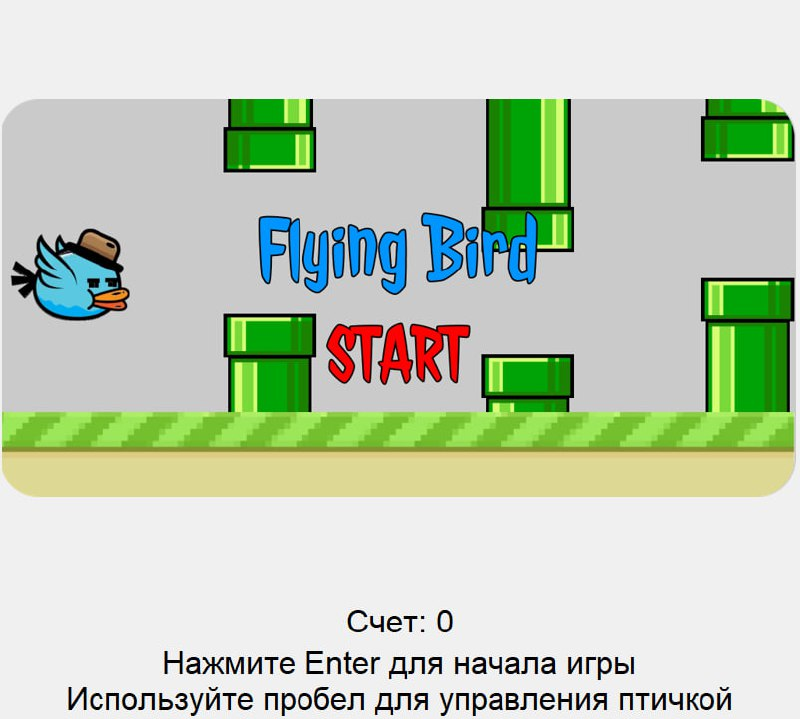 Flying Bird
START
Счет: 0
Нажмите Enter для начала игры
Используйте пробел для управления птичкой